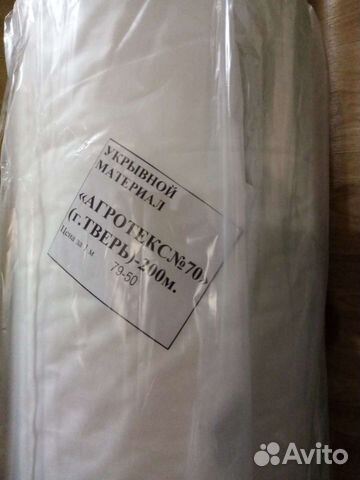 УКРЫВНОЙ
МАТЕРИАЛ
«АГРОТЕКС№70»
(г.ТВЕРЬ)-200м.
Цена за 1 м
79-50
Avito